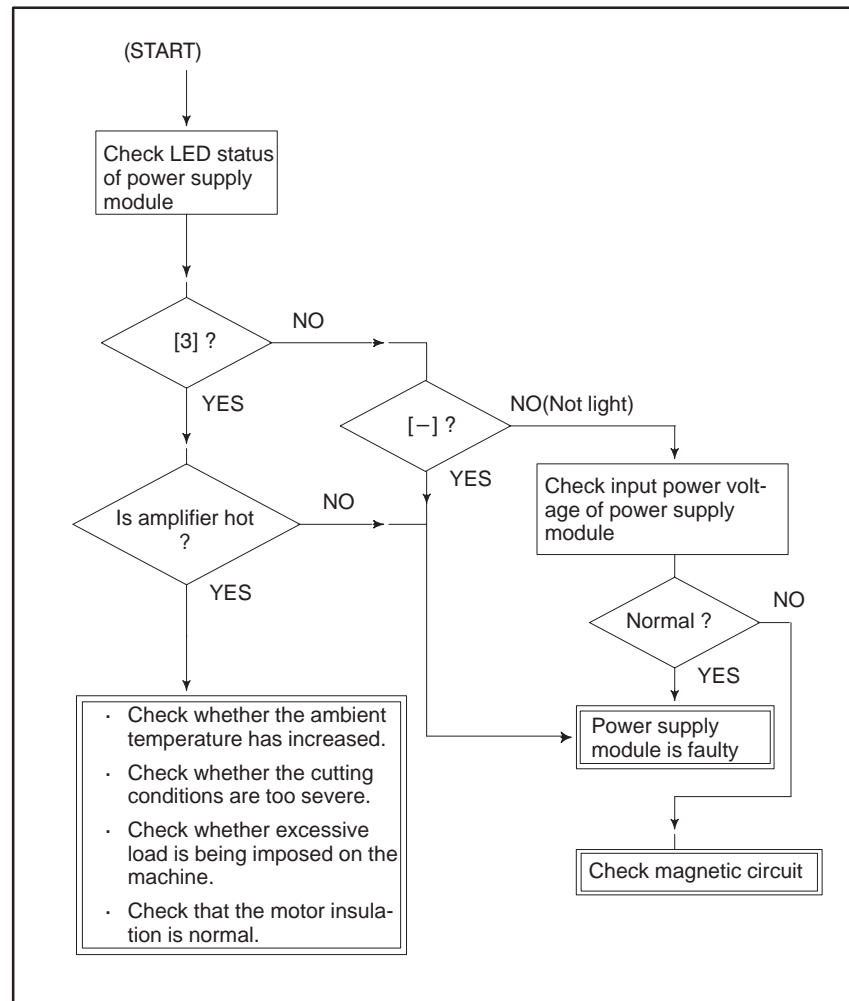 (START)
Check LED status
of power supply
module
[3] ?
NO
YES
[−] ?
NO(Not light)
YES
Is amplifier hot
?
NO
YES
Check input power volt-
age of power supply
module
Normal ?
NO
YES
· Check whether the ambient
temperature has increased.
· Check whether the cutting
conditions are too severe.
· Check whether excessive
load is being imposed on the
machine.
· Check that the motor insula-
tion is normal.
Power supply
module is faulty
Check magnetic circuit